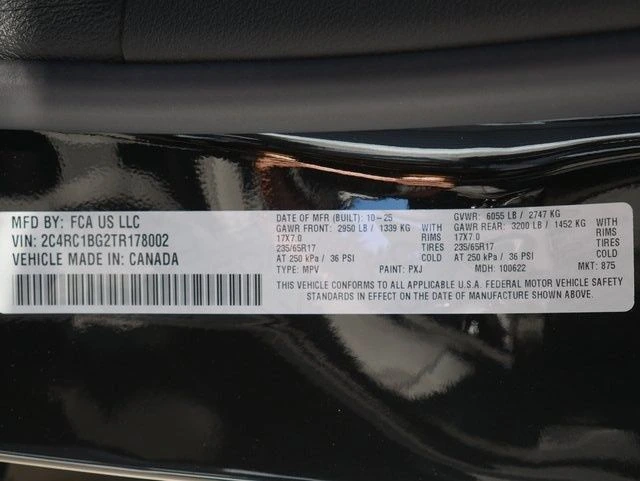 MFD BY: FCA US LLC
VIN: 2C4RC1BG2TR178002
VEHICLE MADE IN: CANADA
DATE OF MFR (BUILT): 10-25 GVWR: 6055 LB / 2747 KG
GAWR FRONT: 2950 LB / 1339 KG WITH GAWR REAR: 3200 LB / 1452 KG WITH
17X7.0 RIMS 17X7.0 RIMS
235/65R17 TIRES 235/65R17 TIRES
AT 250 kPa / 36 PSI COLD AT 250 kPa / 36 PSI COLD
TYPE: MPV PAINT: PXJ MDH: 100622 MKT: 875
THIS VEHICLE CONFORMS TO ALL APPLICABLE U.S.A. FEDERAL MOTOR VEHICLE SAFETY
STANDARDS IN EFFECT ON THE DATE OF MANUFACTURE SHOWN ABOVE.